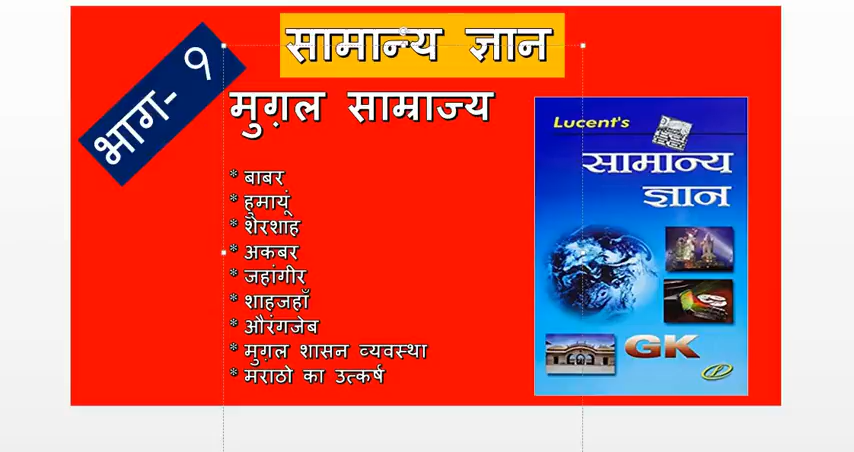 सामान्य ज्ञान
भाग- १
मुग़ल साम्राज्य
* बाबर
* हुमायूं
* शेरशाह
* अकबर
* जहांगीर
* शाहजहाँ
* औरंगजेब
* मुग़ल शासन व्यवस्था
* मराठो का उत्कर्ष
Lucent's
सामान्य
ज्ञान
GK